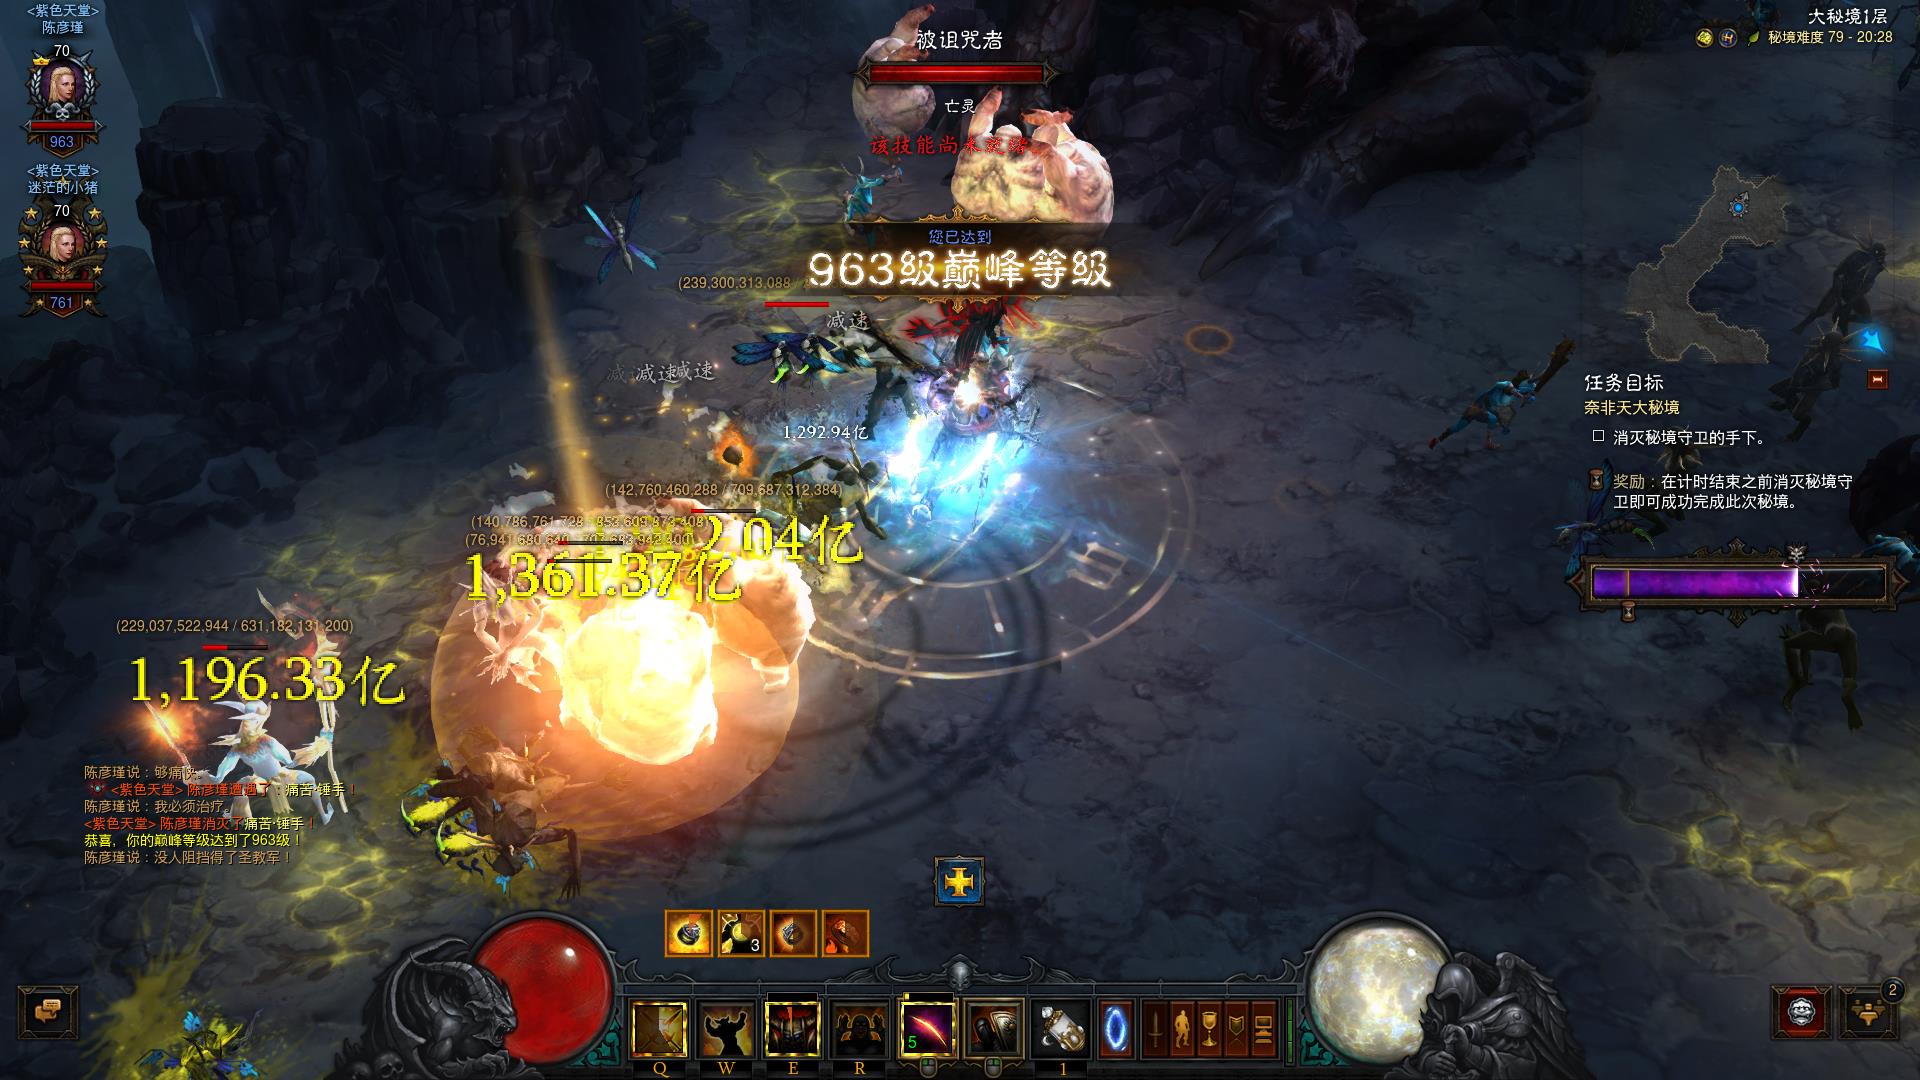 <紫色天堂>
陈彦瑾
70
963
<紫色天堂>
迷茫的小猪
70
761
被诅咒者
亡灵
该技能尚未就绪
您已达到
963级巅峰等级
(239,300,313,088
减速
减速减速
1,292.94亿
(142,760,460,288 / 709,687,312,384)
2.04亿
1,361.37亿
(229,037,522,944 / 631,182,131,200)
1,196.33亿
大秘境1层
秘境难度 79 - 20:28
任务目标
奈非天大秘境
消灭秘境守卫的手下。
奖励：在计时结束之前消灭秘境守
卫即可成功完成此次秘境。
陈彦瑾说：够痛快。
<紫色天堂> 陈彦瑾遭遇了：痛苦·锤手！
陈彦瑾说：我必须治疗。
<紫色天堂> 陈彦瑾消灭了痛苦·锤手！
恭喜，你的巅峰等级达到了963级！
陈彦瑾说：没人阻挡得了圣教军！
3
5
Q W E R 1
2